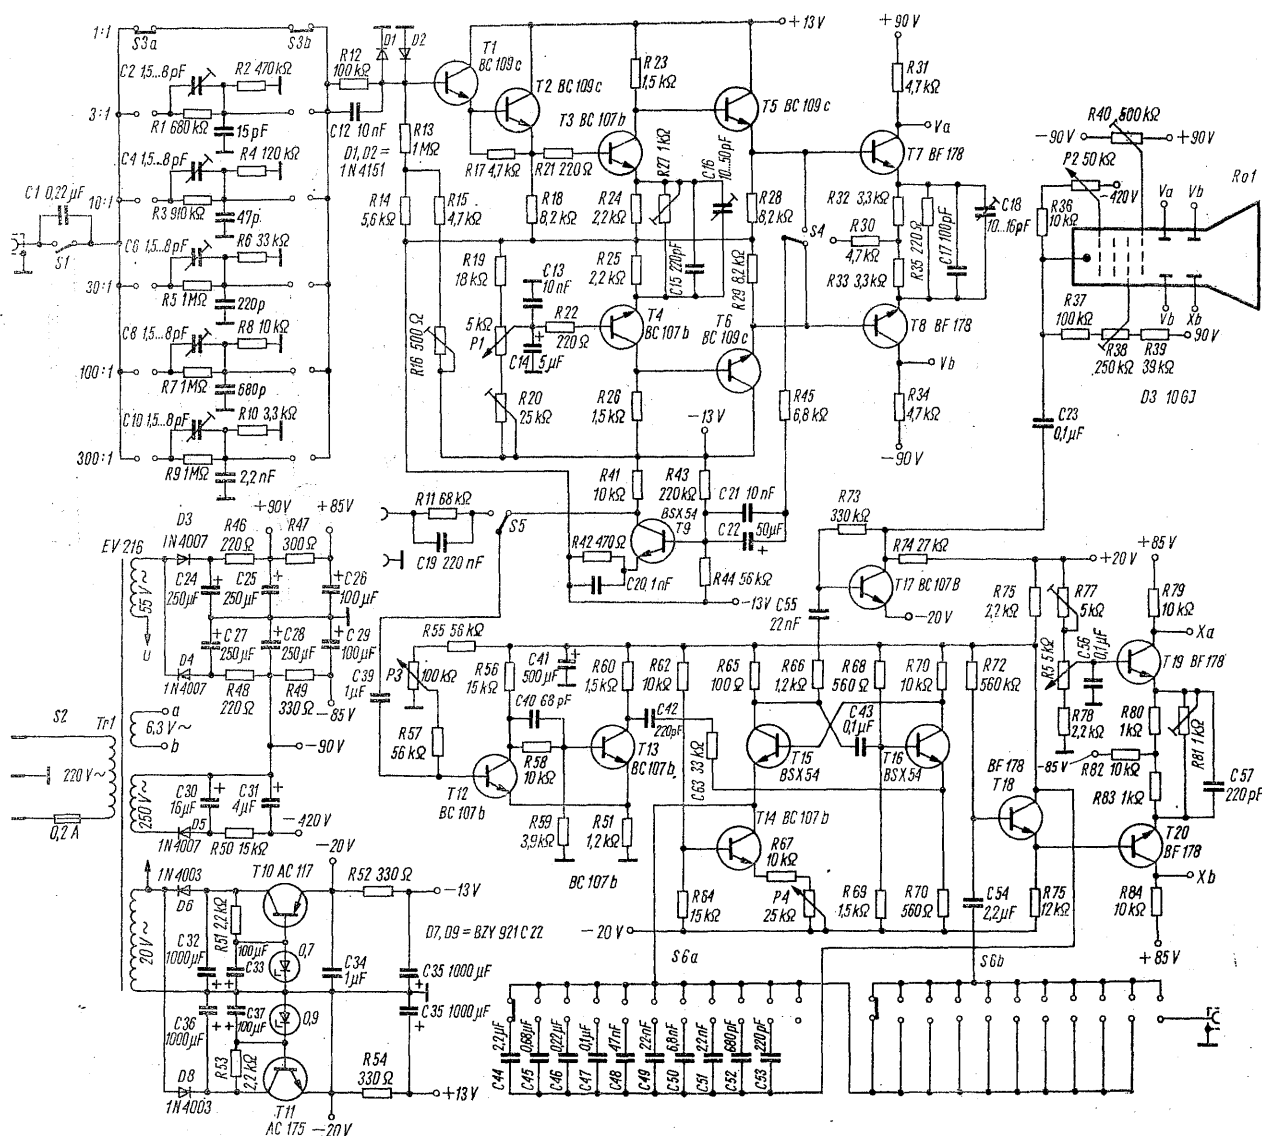 1:1
S3a
S3b
C2 1,5...8pF
R2 470kΩ
3:1
R1 680kΩ
15pF
C4 1,5...8pF
R4 120kΩ
10:1
R3 910kΩ
47p
C1 0,22µF
S1
C6 1,5...8pF
R6 33kΩ
30:1
R5 1MΩ
220p
C8 1,5...8pF
R8 10kΩ
100:1
R7 1MΩ
680p
C10 1,5...8pF
R10 3,3kΩ
300:1
R9 1MΩ
2,2nF
R12
100kΩ
C12 10nF
D1
D2
D1, D2 =
1N4151
R13
1MΩ
R14
5,6kΩ
R15
4,7kΩ
R16 500Ω
T1
BC109c
T2 BC109c
R17 4,7kΩ
R18
8,2kΩ
R21 220Ω
T3 BC107b
R23
1,5kΩ
R24
2,2kΩ
R27 1kΩ
C16
10...50pF
C15 220pF
R25
2,2kΩ
R19
18kΩ
C13
10nF
5kΩ
P1
R22
220Ω
C14
5µF
R20
25kΩ
T4
BC107b
R26
1,5kΩ
T5 BC109c
+13V
R28
8,2kΩ
R29 8,2kΩ
T6
BC109c
S4
R45
6,8kΩ
+90V
R31
4,7kΩ
Va
T7 BF178
R32 3,3kΩ
R30
4,7kΩ
R33 3,3kΩ
R35 220Ω
C17 100pF
C18
10...16pF
T8 BF178
Vb
R34
4,7kΩ
-90V
R40 500kΩ
-90V
+90V
P2 50kΩ
-420V
R36
10kΩ
Va
Xb
Ro1
Vb
Xb
R37
100kΩ
R38
250kΩ
R39
39kΩ
90V
D3 10GJ
C23
0,1µF
-13V
R41
10kΩ
R43
220kΩ
BSX54
T9
C21 10nF
C22
50µF
R42 470Ω
C20 1nF
R44 56kΩ
-13V
R11 68kΩ
C19 220nF
S5
EV216
D3
1N4007
R46
220Ω
+90V
R47
300Ω
+85V
55V~
U
C24
250µF
C25
250µF
C26
100µF
C27
250µF
C28
250µF
C29
100µF
D4
1N4007
R48
220Ω
R49
330Ω
-85V
-90V
S2
Tr1
a
6,3V~
b
220V~
0,2A
250V~
C30
16µF
C31
4µF
D5
1N4007
R50 15kΩ
-420V
-20V
1N4003
D6
T10 AC117
R52 330Ω
-13V
R51 2,2kΩ
20V~
C32
1000µF
100µF
C33
0,7
C34
1µF
C35 1000µF
C36
1000µF
C37
100µF
0,9
C35 1000µF
R53
2,2kΩ
D8
1N4003
T11
AC175
-20V
R54
330Ω
+13V
D7, D9 = BZY921C22
C39
1µF
R55 56kΩ
P3
100kΩ
R57
56kΩ
R56
15kΩ
C41
500µF
C40 68pF
R58
10kΩ
T12
BC107b
R59
3,9kΩ
R60
1,5kΩ
C42
220pF
T13
BC107b
R51
1,2kΩ
BC107b
R62
10kΩ
C63 33kΩ
R64
15kΩ
R65
100Ω
R66
1,2kΩ
R68
560Ω
R70
10kΩ
C43
0,1µF
T15
BSX54
T16
BSX54
T14 BC107b
R67
10kΩ
P4
25kΩ
R69
1,5kΩ
R70
560Ω
-20V
R73
330kΩ
R74 27kΩ
T17 BC107B
-20V
C55
22nF
R72
560kΩ
R75
2,2kΩ
+20V
R77
5kΩ
R6 5kΩ
C56
0,1µF
R78
2,2kΩ
+85V
R79
10kΩ
Xa
T19
BF178
R80
1kΩ
-85V
R82 10kΩ
R81 1kΩ
C57
220pF
R83 1kΩ
BF178
T18
T20
BF178
Xb
R84
10kΩ
+85V
C54
2,2µF
R75
12kΩ
S6a
S6b
C44 2,2µF
C45 0,68µF
C46 0,22µF
C47 0,1µF
C48 47nF
C49 22nF
C50 6,8nF
C51 2,2nF
C52 680pF
C53 220pF